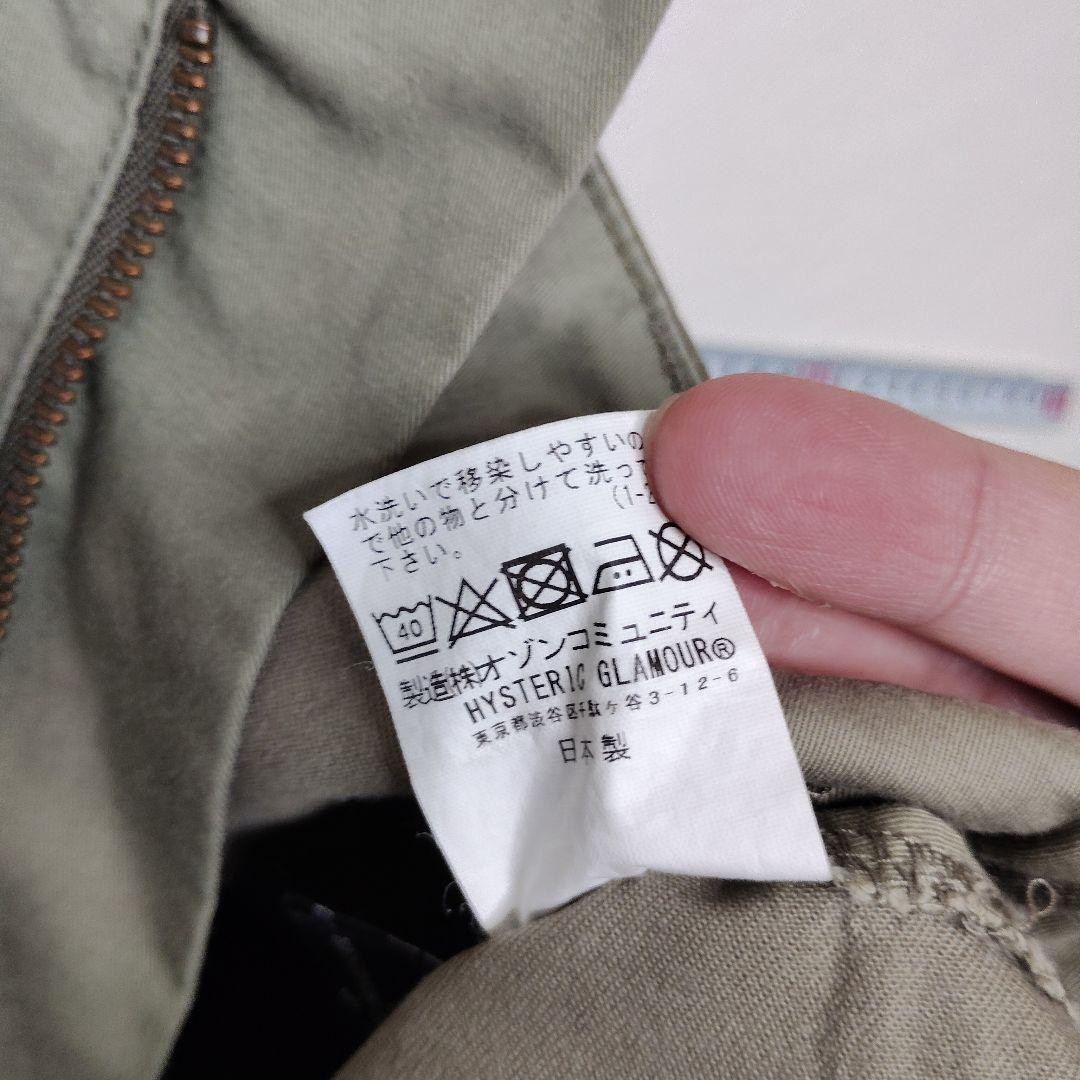 水洗いで移染しやすいの
で他の物と分けて洗っ
下さい。
(1-
40
製造(株)オゾンコミュニティ
HYSTERIC GLAMOUR®
東京都渋谷区千駄ヶ谷3-12-6
日本製